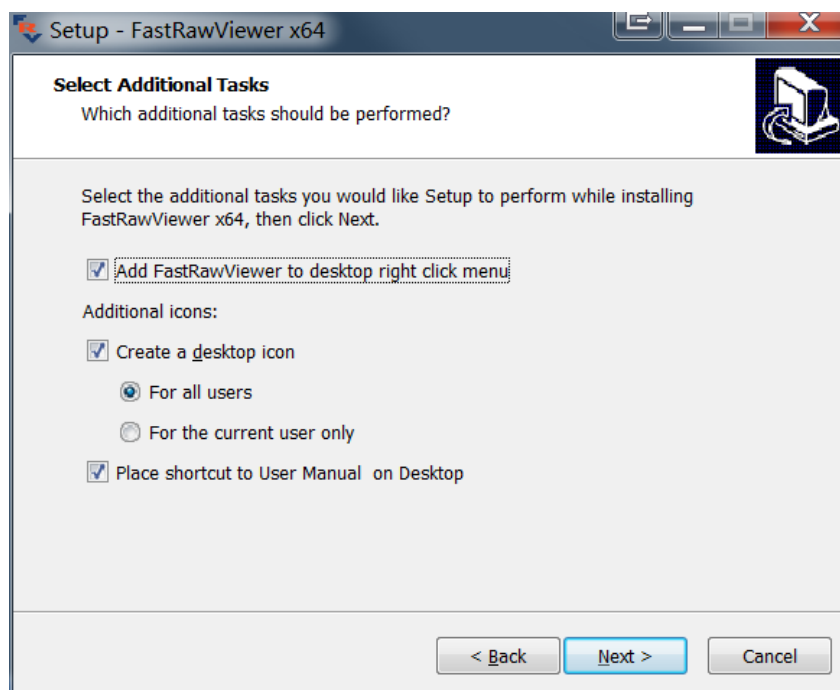 Setup - FastRawViewer x64
Select Additional Tasks
Which additional tasks should be performed?
Select the additional tasks you would like Setup to perform while installing
FastRawViewer x64, then click Next.
Add FastRawViewer to desktop right click menu
Additional icons:
Create a desktop icon
For all users
For the current user only
Place shortcut to User Manual  on Desktop
< Back
Next >
Cancel